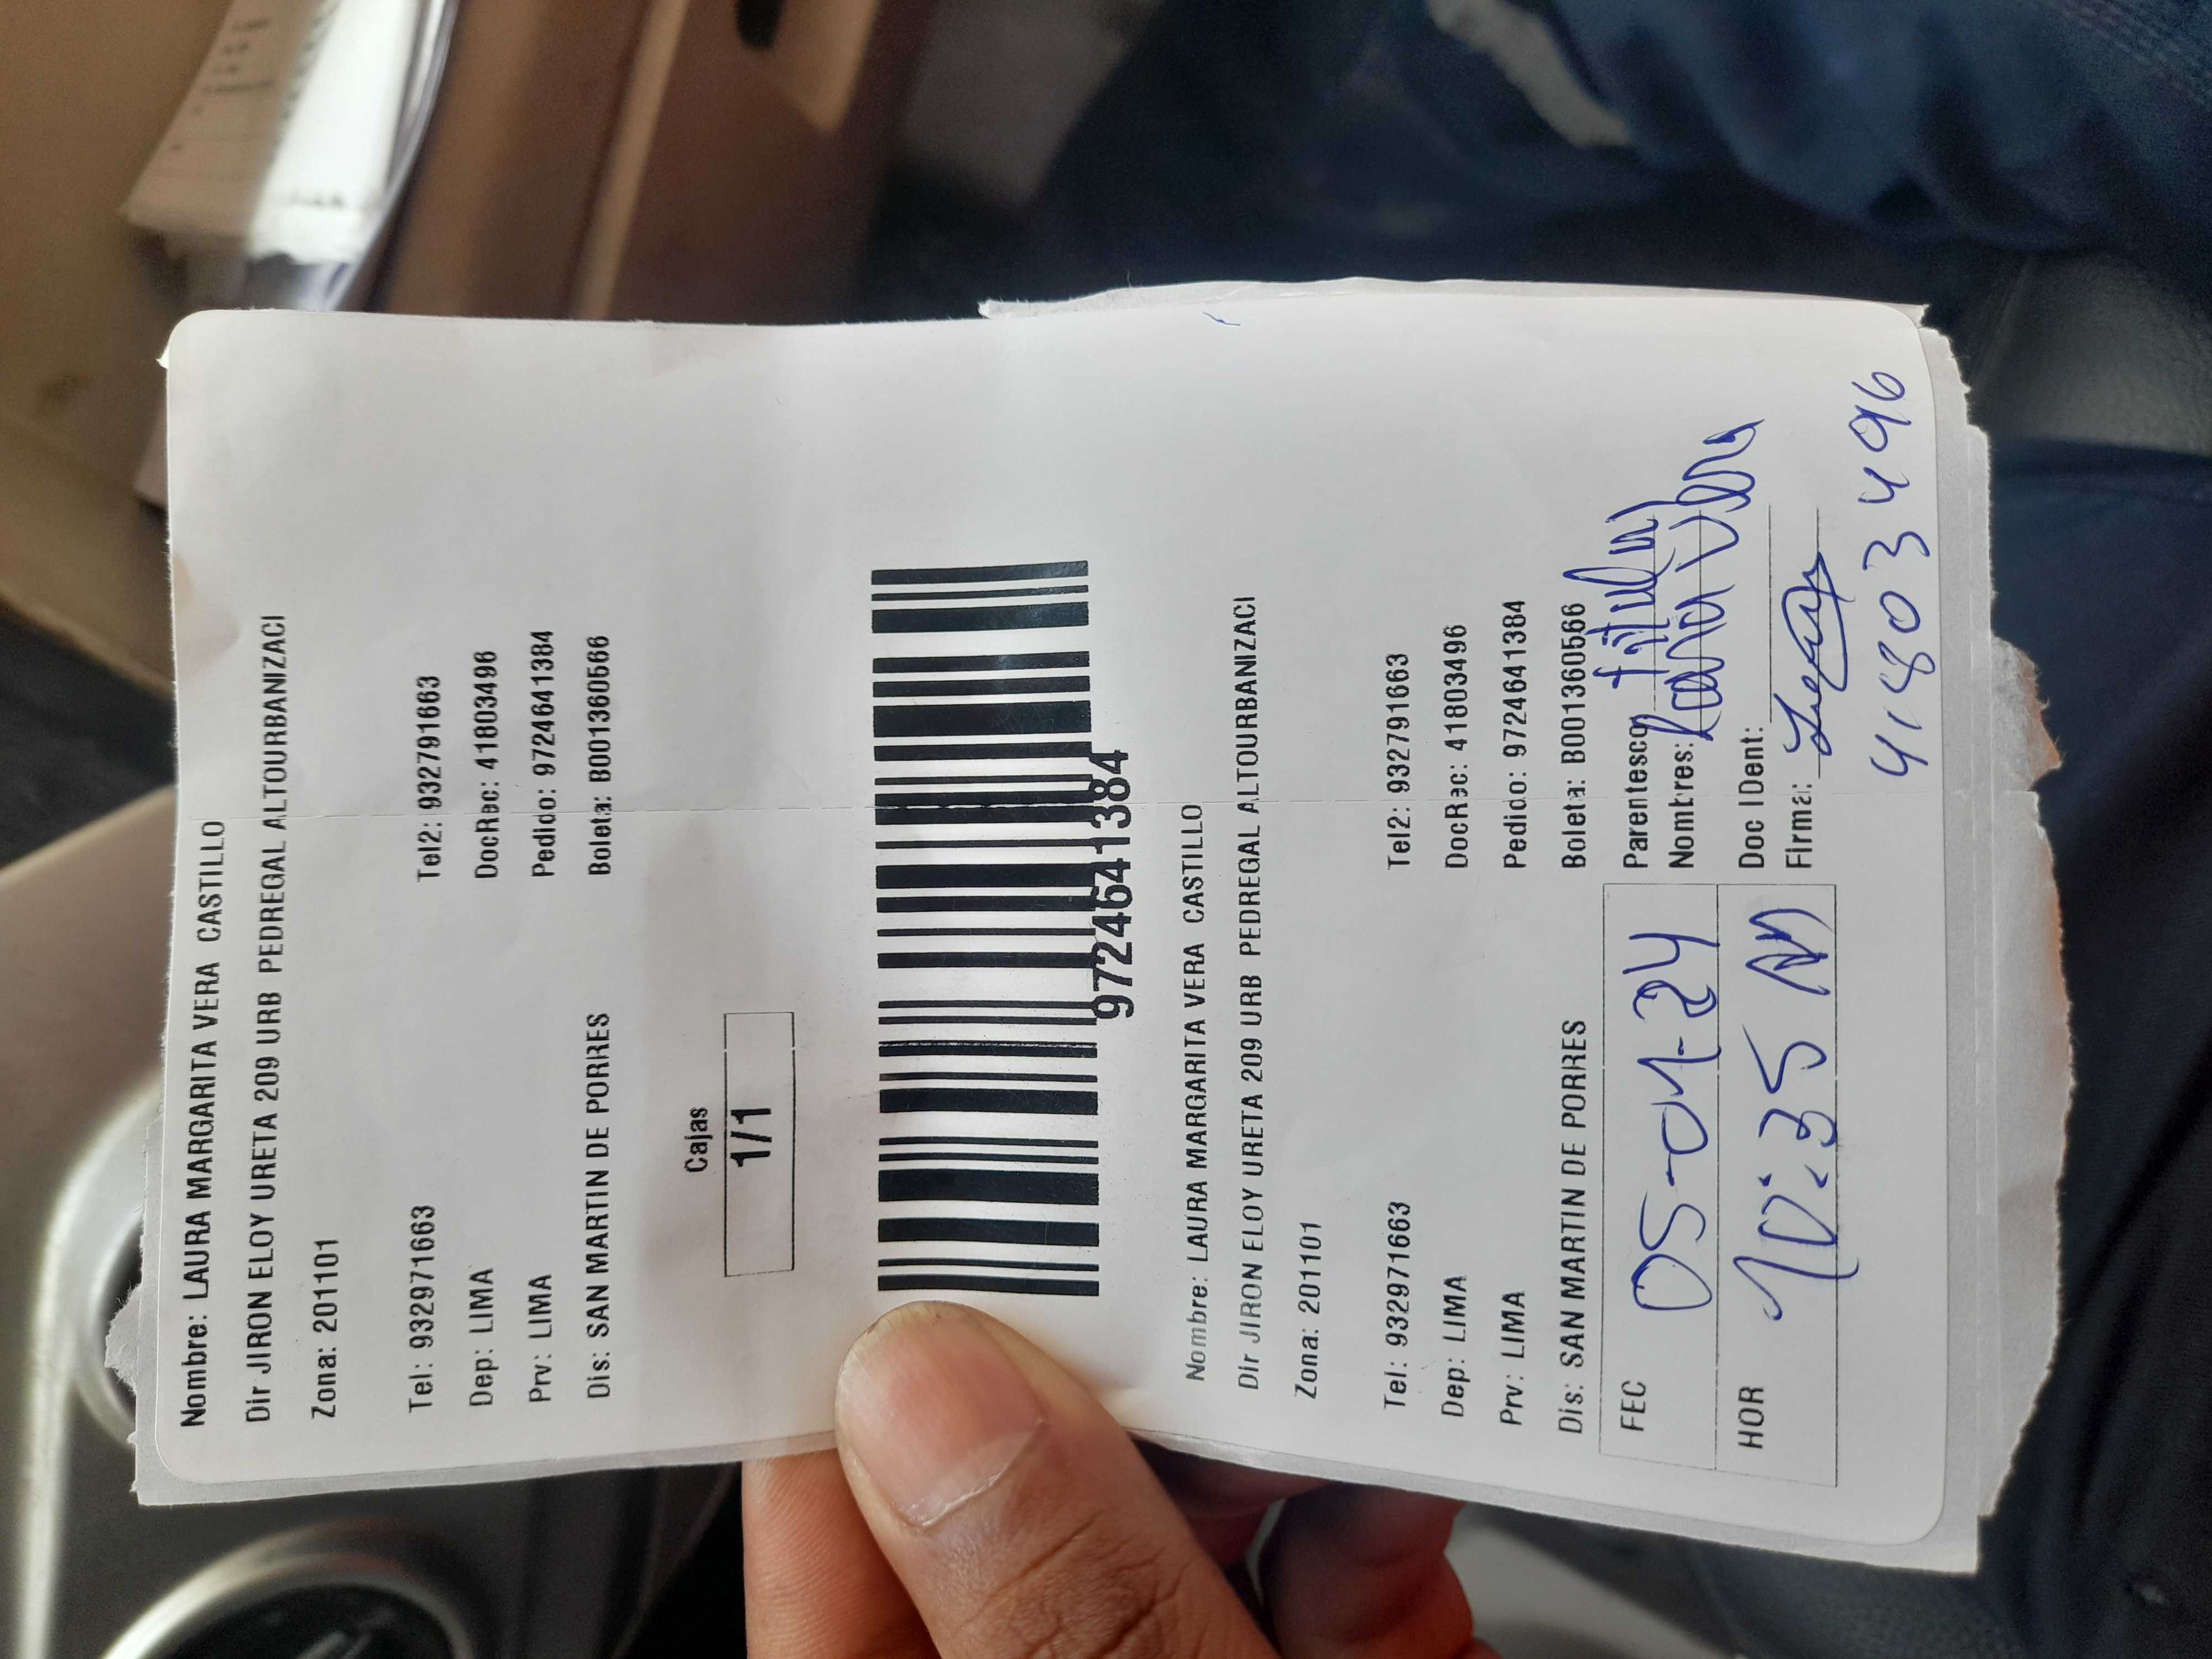 Nombre: LAURA MARGARITA VERA CASTILLO
Dir JIRON ELOY URETA 209 URB PEDREGAL ALTOURBANIZACI
Zona: 201101
Tel: 932971663 Tel2: 932791663
Dep: LIMA DocRec: 41803496
Prv: LIMA Pedido: 9724641384
Dis: SAN MARTIN DE PORRES Boleta: B001360566
Cajas
1/1
9724641384
Nombre: LAURA MARGARITA VERA CASTILLO
Dir JIRON ELOY URETA 209 URB PEDREGAL ALTOURBANIZACI
Zona: 201101
Tel: 932971663 Tel2: 932791663
Dep: LIMA DocRec: 41803496
Prv: LIMA Pedido: 9724641384
Dis: SAN MARTIN DE PORRES Boleta: B001360566
FEC 05-01-24 Parentesco: titular
Nombres: Laura Vera
HOR 10:35 Doc IDent:
Firma:
41803496